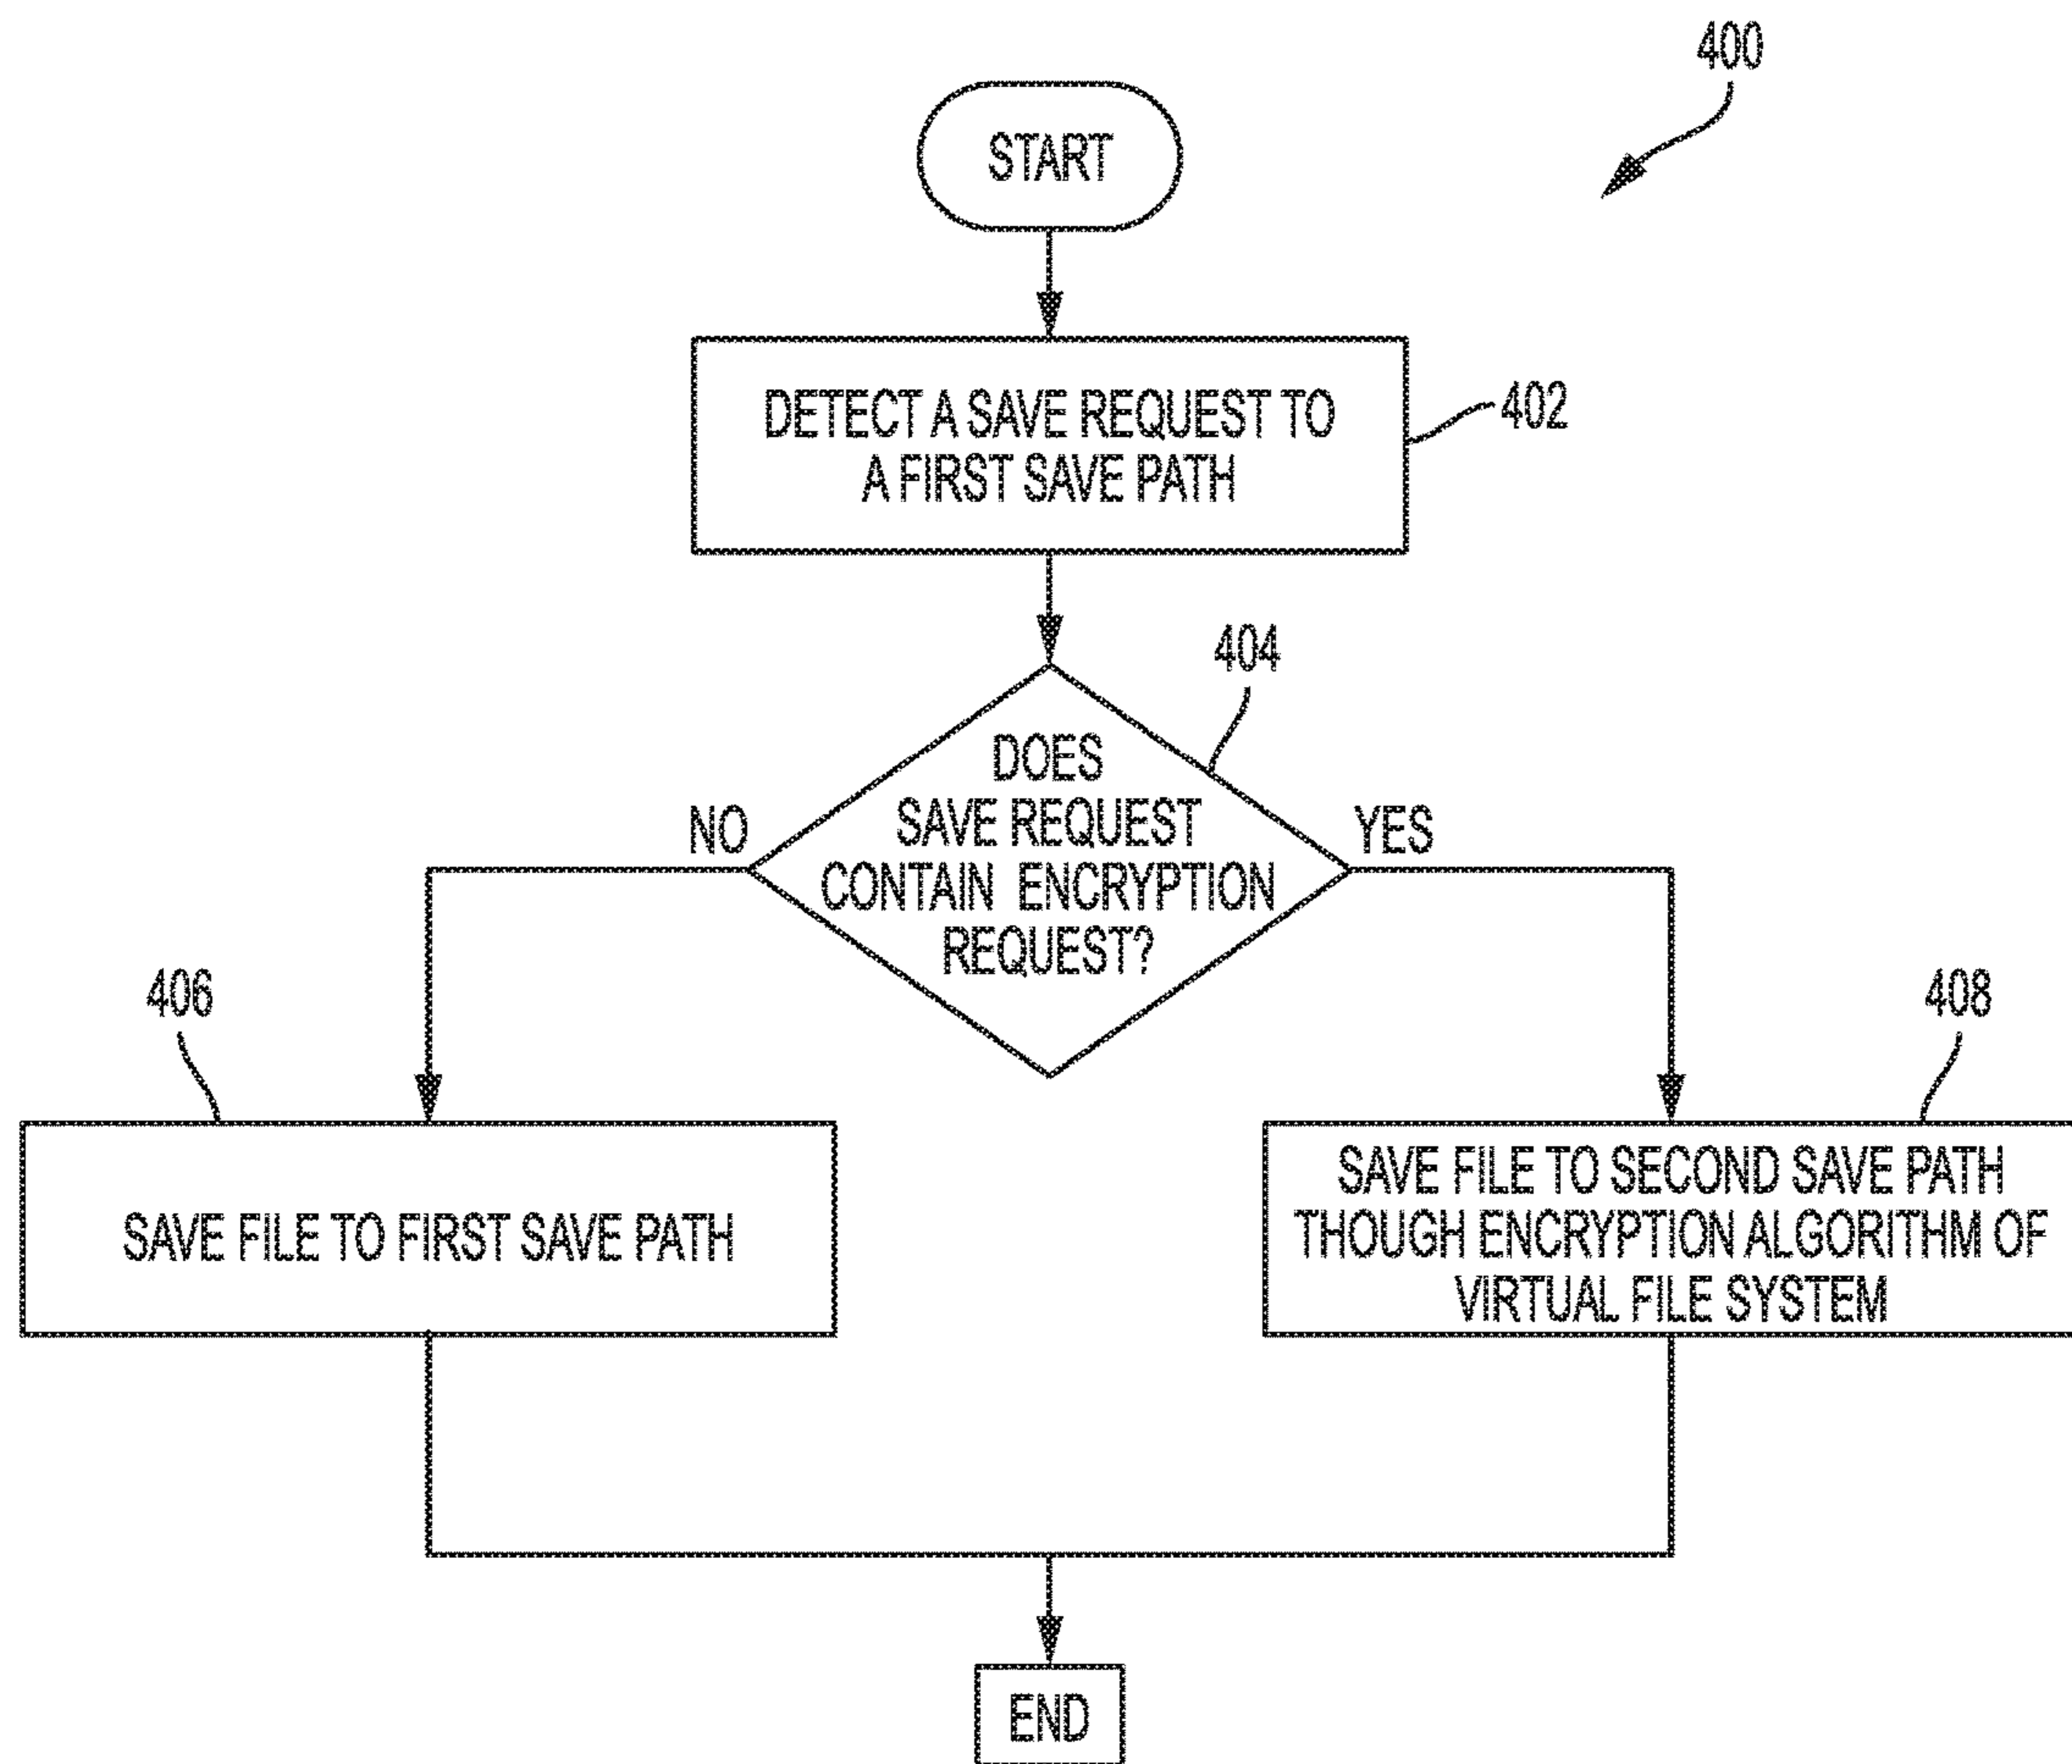 400
START
DETECT A SAVE REQUEST TO
A FIRST SAVE PATH
402
404
DOES
SAVE REQUEST
CONTAIN ENCRYPTION
REQUEST?
NO
YES
406
408
SAVE FILE TO FIRST SAVE PATH
SAVE FILE TO SECOND SAVE PATH
THOUGH ENCRYPTION ALGORITHM OF
VIRTUAL FILE SYSTEM
END